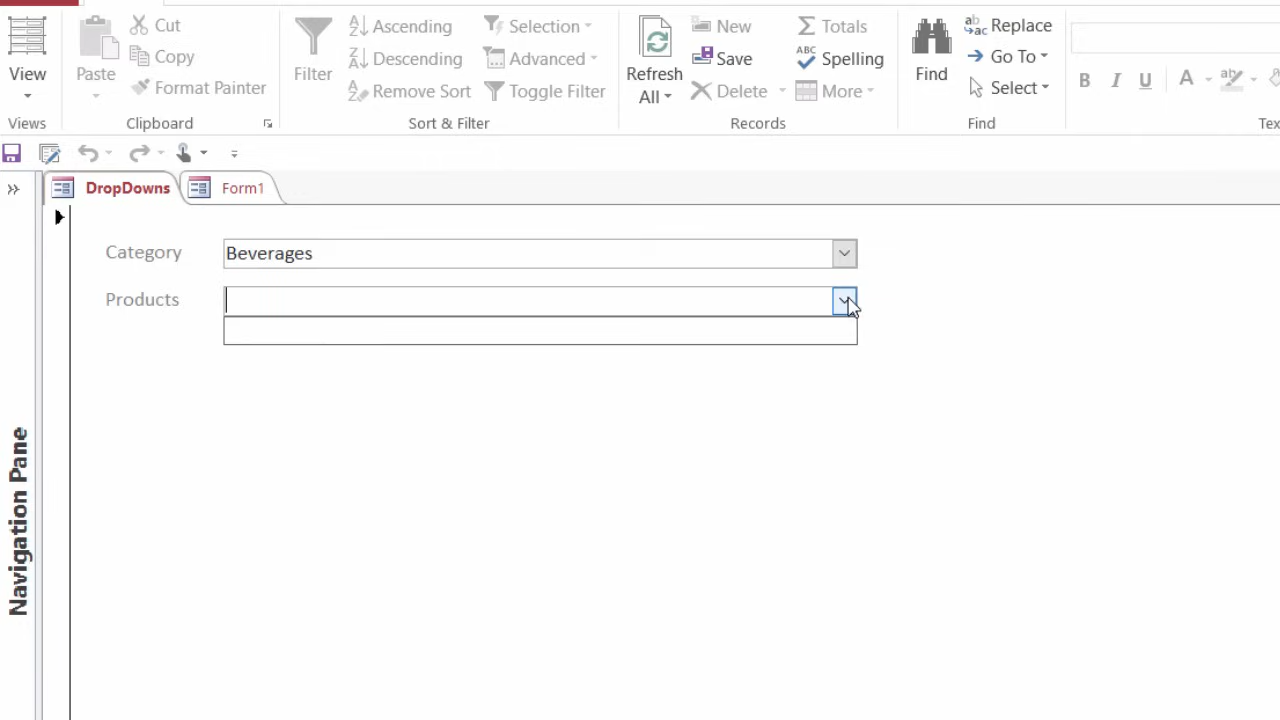 Cut
Ascending
Selection
New
Totals
Replace
Copy
Descending
Advanced
Save
Spelling
Go To
View
Paste
Format Painter
Filter
Remove Sort
Toggle Filter
Refresh
All
Delete
More
Find
Select
B I U A
Views
Clipboard
Sort & Filter
Records
Find
Tex
DropDowns
Form1
Category
Beverages
Products
Navigation Pane